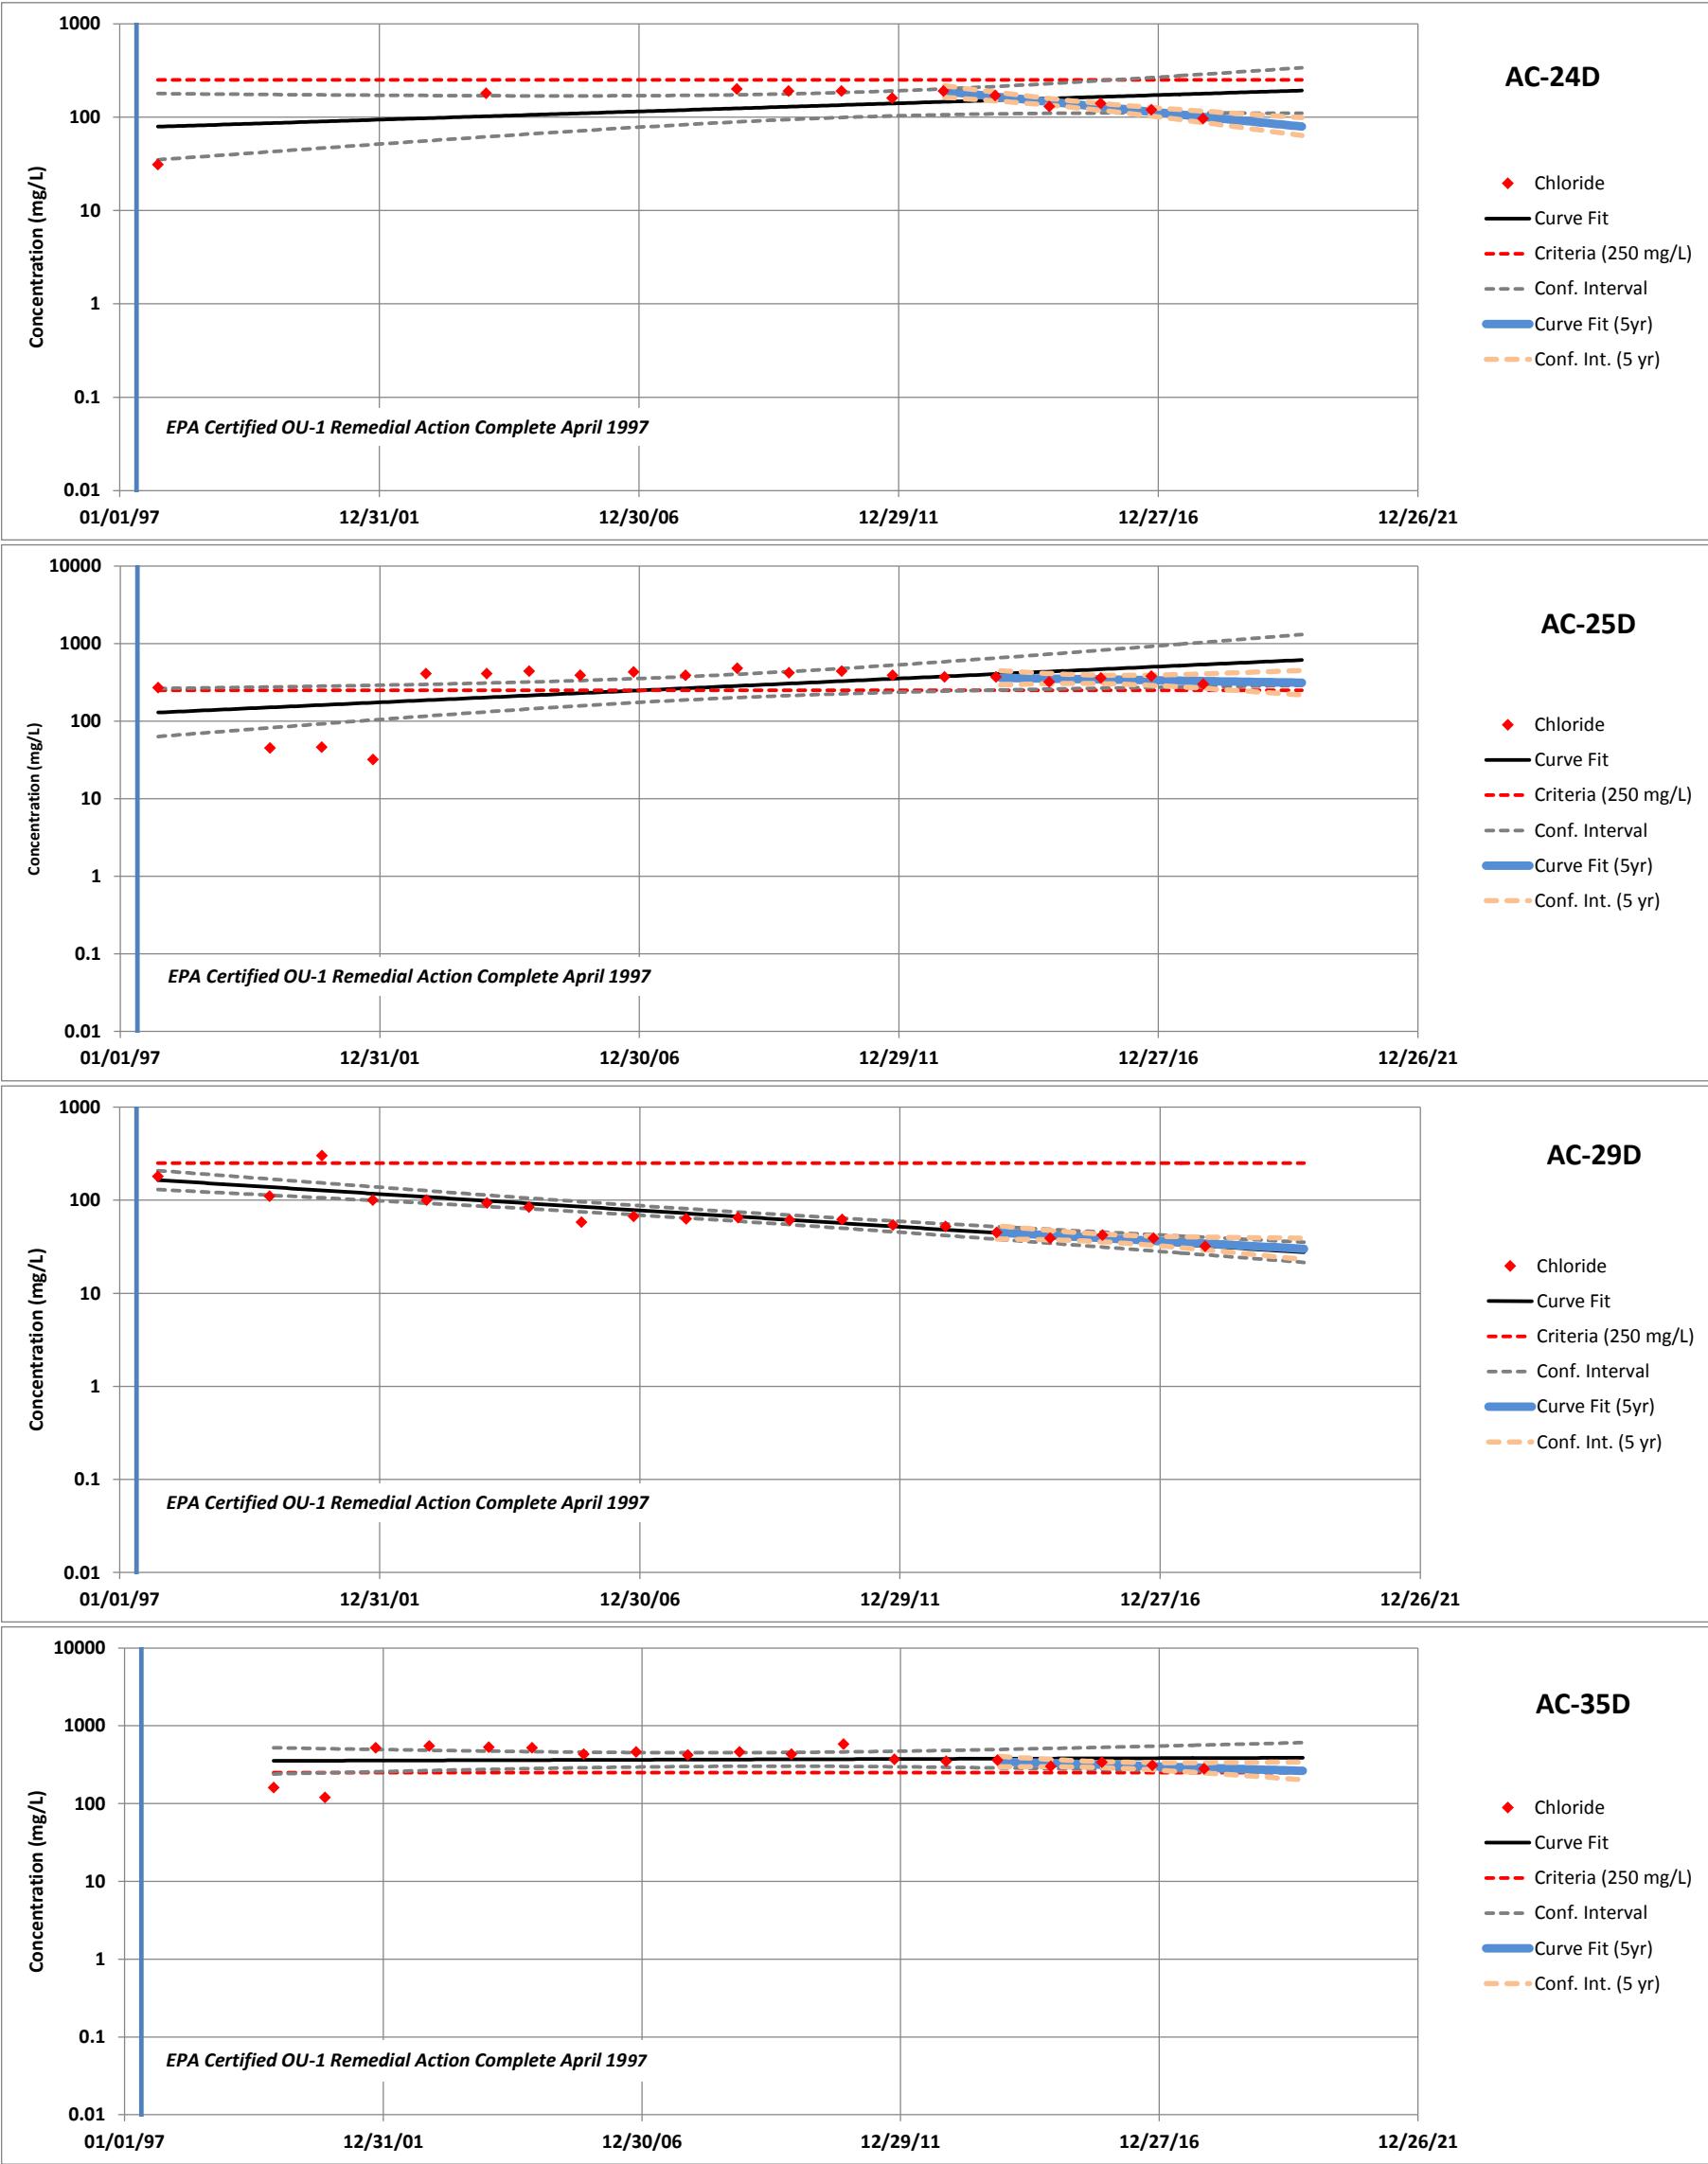 AC-24D
Concentration (mg/L)
1000
100
10
1
0.1
0.01
EPA Certified OU-1 Remedial Action Complete April 1997
01/01/97 12/31/01 12/30/06 12/29/11 12/27/16 12/26/21
Chloride
Curve Fit
Criteria (250 mg/L)
Conf. Interval
Curve Fit (5yr)
Conf. Int. (5 yr)
AC-25D
Concentration (mg/L)
10000
1000
100
10
1
0.1
0.01
EPA Certified OU-1 Remedial Action Complete April 1997
01/01/97 12/31/01 12/30/06 12/29/11 12/27/16 12/26/21
Chloride
Curve Fit
Criteria (250 mg/L)
Conf. Interval
Curve Fit (5yr)
Conf. Int. (5 yr)
AC-29D
Concentration (mg/L)
1000
100
10
1
0.1
0.01
EPA Certified OU-1 Remedial Action Complete April 1997
01/01/97 12/31/01 12/30/06 12/29/11 12/27/16 12/26/21
Chloride
Curve Fit
Criteria (250 mg/L)
Conf. Interval
Curve Fit (5yr)
Conf. Int. (5 yr)
AC-35D
Concentration (mg/L)
10000
1000
100
10
1
0.1
0.01
EPA Certified OU-1 Remedial Action Complete April 1997
01/01/97 12/31/01 12/30/06 12/29/11 12/27/16 12/26/21
Chloride
Curve Fit
Criteria (250 mg/L)
Conf. Interval
Curve Fit (5yr)
Conf. Int. (5 yr)